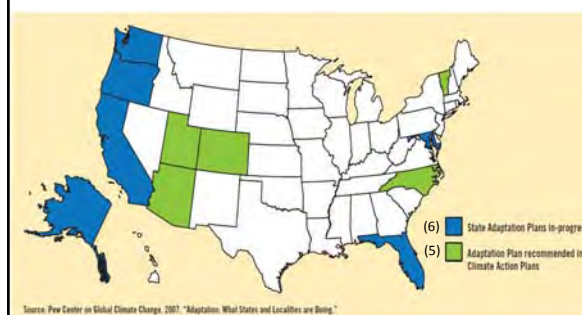 (6) State Adaptation Plans in-progress
(5) Adaptation Plan recommended in
Climate Action Plans
Source: Pew Center on Global Climate Change, 2007. "Adaptation: What States and Localities are Doing."